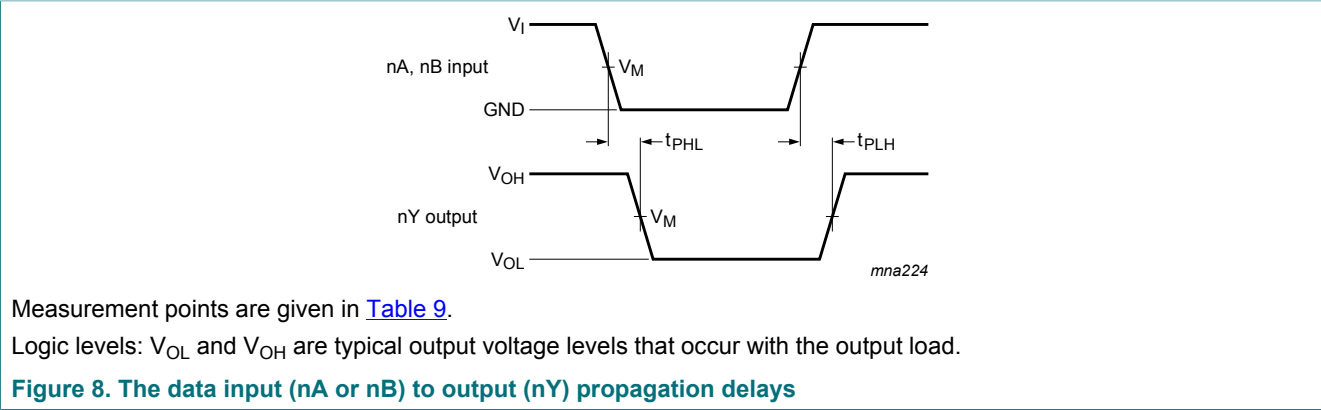 V_I
nA, nB input
V_M
GND
t_PHL
t_PLH
V_OH
nY output
V_M
V_OL
mna224
Measurement points are given in Table 9.
Logic levels: V_OL and V_OH are typical output voltage levels that occur with the output load.
Figure 8. The data input (nA or nB) to output (nY) propagation delays